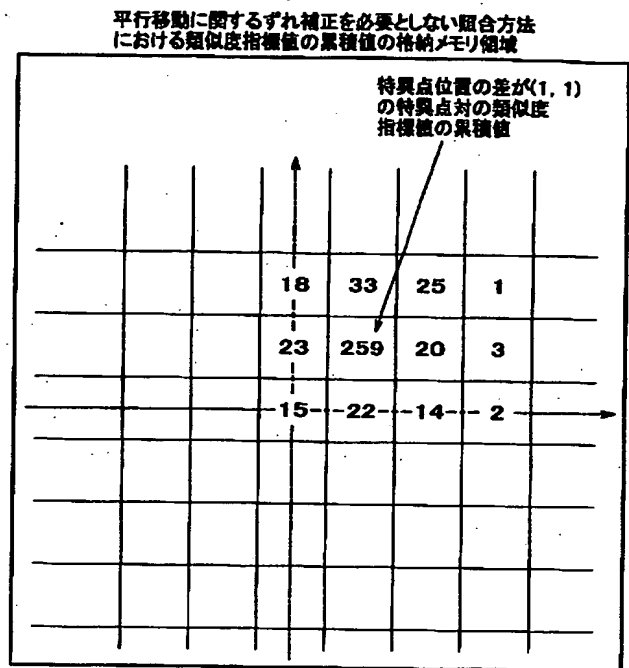 平行移動に関するずれ補正を必要としない照合方法
における類似度指標値の累積値の格納メモリ領域
特異点位置の差が(1, 1)
の特異点対の類似度
指標値の累積値
18 33 25 1
23 259 20 3
15 22 14 2